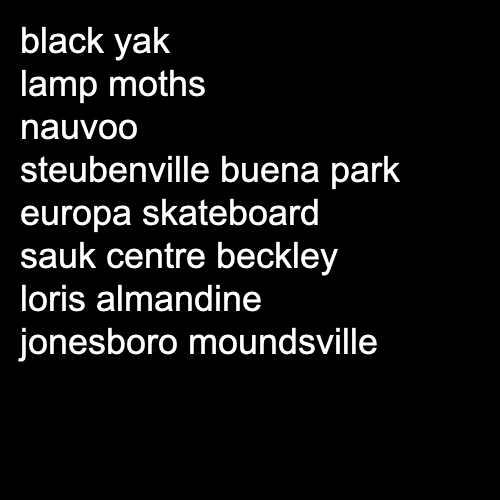 black yak
lamp moths
nauvoo
steubenville buena park
europa skateboard
sauk centre beckley
loris almandine
jonesboro moundsville